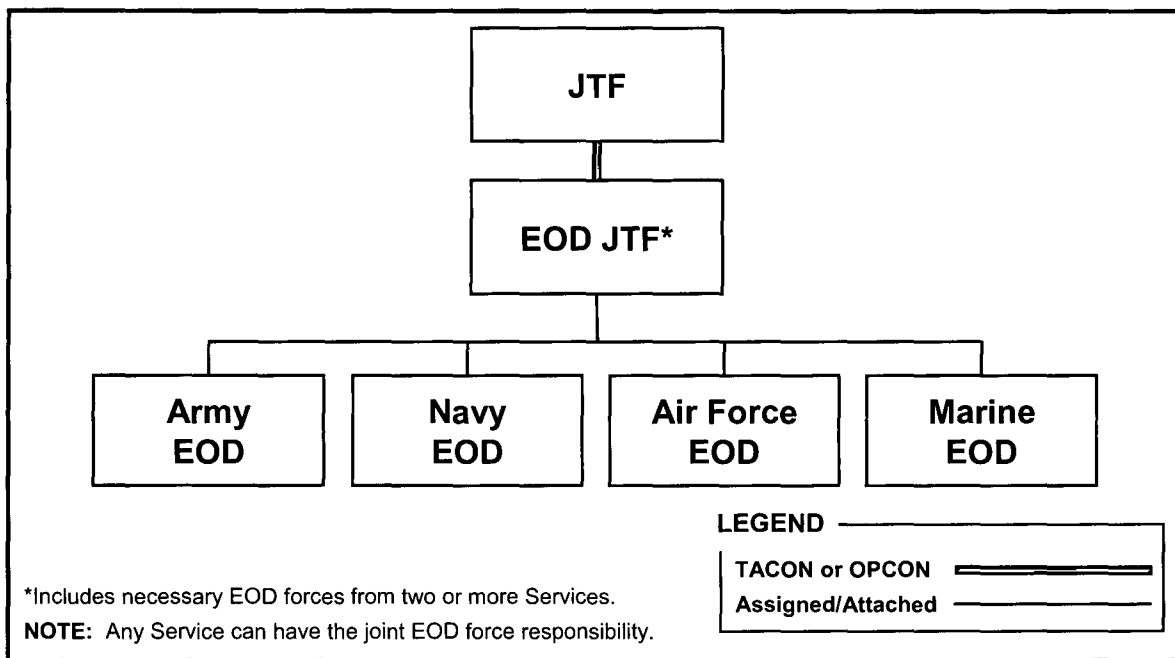 JTF
EOD JTF*
Army
EOD
Navy
EOD
Air Force
EOD
Marine
EOD
LEGEND
TACON or OPCON
Assigned/Attached
*Includes necessary EOD forces from two or more Services.
NOTE: Any Service can have the joint EOD force responsibility.